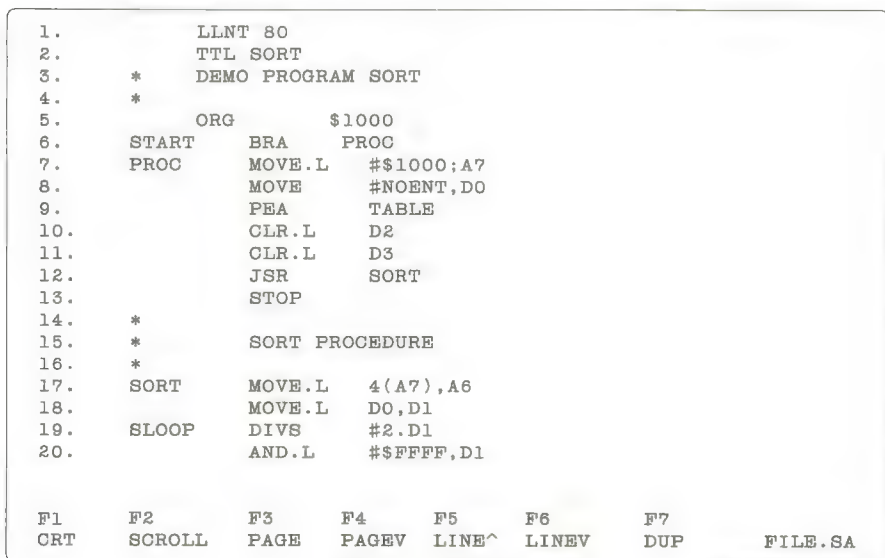 1. LLNT 80
2. TTL SORT
3. * DEMO PROGRAM SORT
4. *
5. ORG $1000
6. START BRA PROC
7. PROC MOVE.L #$1000;A7
8. MOVE #NOENT,D0
9. PEA TABLE
10. CLR.L D2
11. CLR.L D3
12. JSR SORT
13. STOP
14. *
15. * SORT PROCEDURE
16. *
17. SORT MOVE.L 4(A7),A6
18. MOVE.L D0,D1
19. SLOOP DIVS #2.D1
20. AND.L #$FFFF,D1
F1 F2 F3 F4 F5 F6 F7
CRT SCROLL PAGE PAGEV LINE^ LINEV DUP FILE.SA